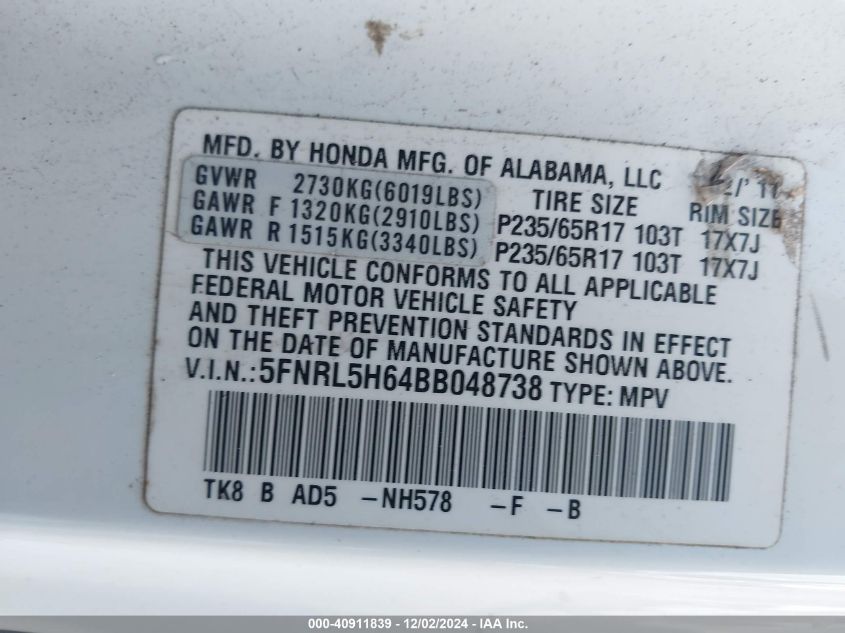 MFD. BY HONDA MFG. OF ALABAMA, LLC
GVWR 2730KG(6019LBS) TIRE SIZE RIM SIZE
GAWR F 1320KG(2910LBS) P235/65R17 103T 17X7J
GAWR R 1515KG(3340LBS) P235/65R17 103T 17X7J
THIS VEHICLE CONFORMS TO ALL APPLICABLE
FEDERAL MOTOR VEHICLE SAFETY
AND THEFT PREVENTION STANDARDS IN EFFECT
ON THE DATE OF MANUFACTURE SHOWN ABOVE.
V.I.N.:5FNRL5H64BB048738 TYPE: MPV
TK8 B AD5 -NH578 -F -B
000-40911839 - 12/02/2024 - IAA Inc.